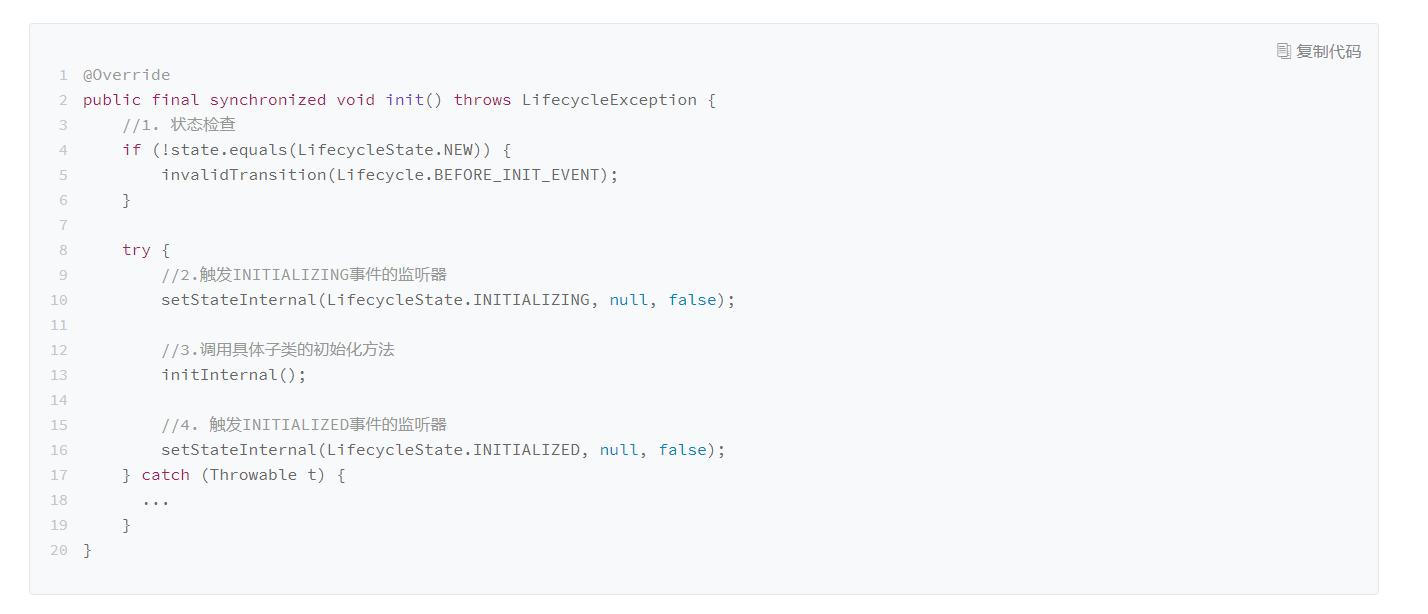 复制代码
1 @Override
2 public final synchronized void init() throws LifecycleException {
3     //1. 状态检查
4     if (!state.equals(LifecycleState.NEW)) {
5         invalidTransition(Lifecycle.BEFORE_INIT_EVENT);
6     }
7
8     try {
9         //2.触发INITIALIZING事件的监听器
10         setStateInternal(LifecycleState.INITIALIZING, null, false);
11
12         //3.调用具体子类的初始化方法
13         initInternal();
14
15         //4. 触发INITIALIZED事件的监听器
16         setStateInternal(LifecycleState.INITIALIZED, null, false);
17     } catch (Throwable t) {
18       ...
19     }
20 }